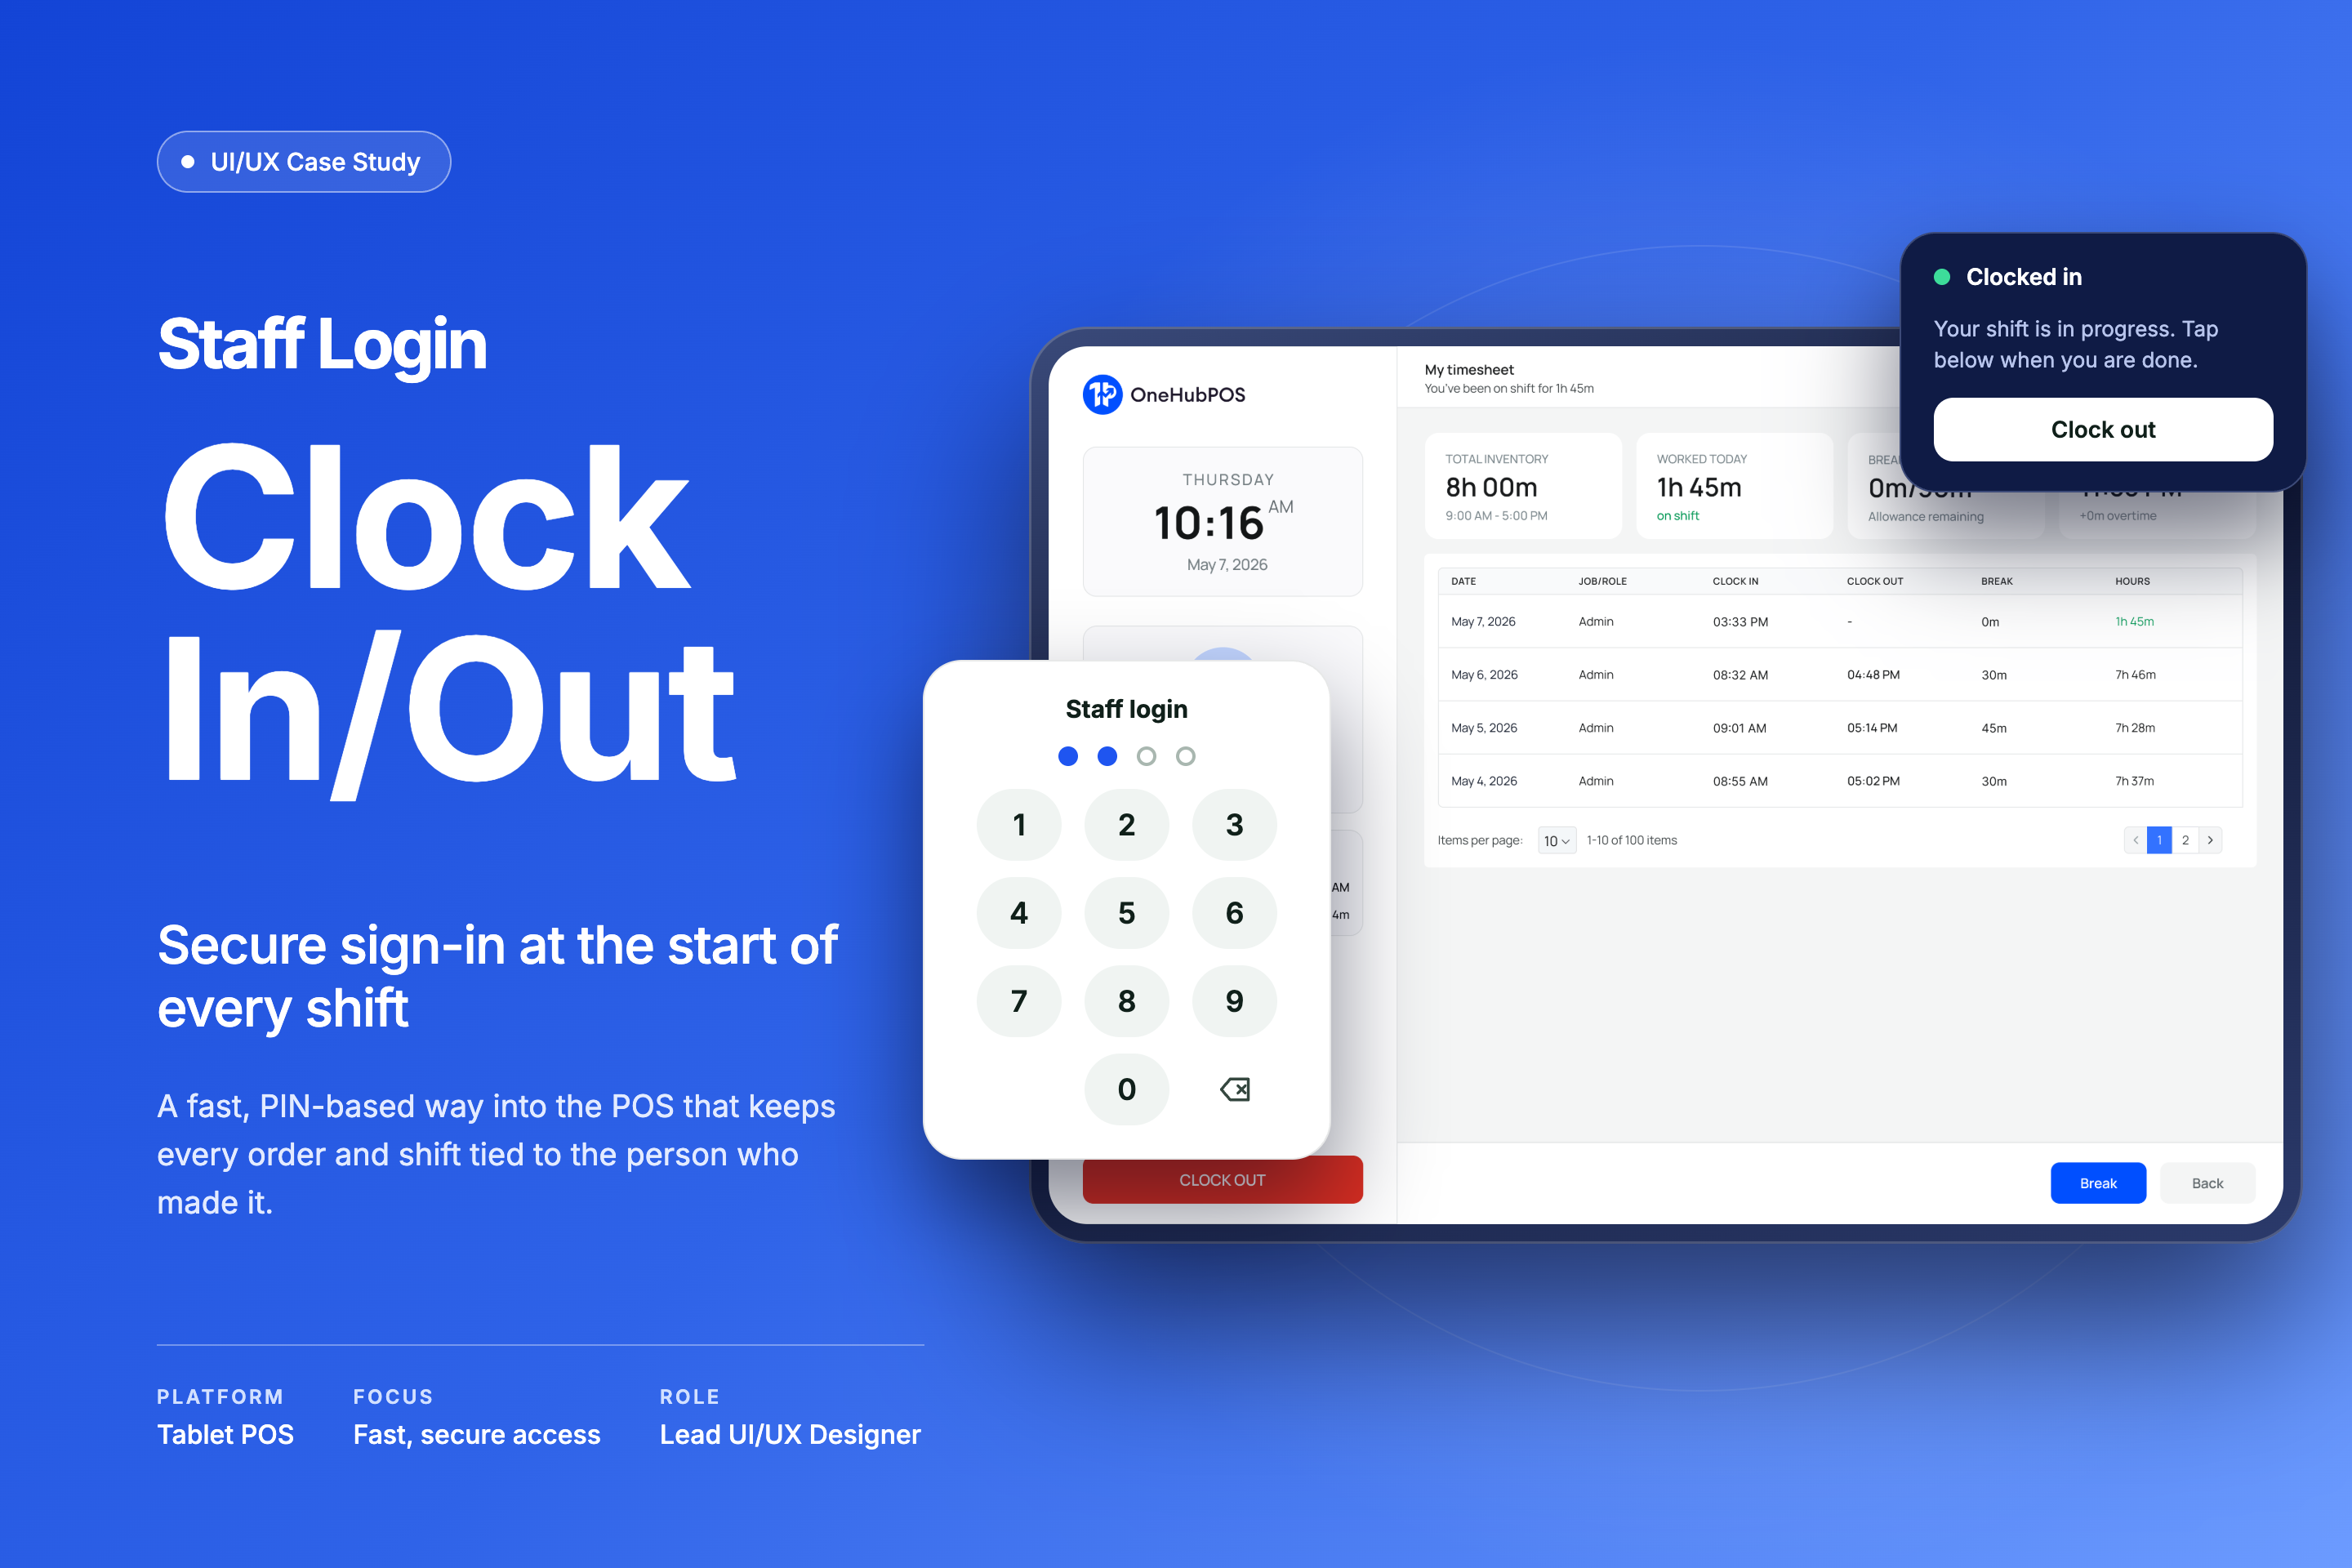 UI/UX Case Study
Staff Login
Clock
In/Out
Secure sign-in at the start of
every shift
A fast, PIN-based way into the POS that keeps
every order and shift tied to the person who
made it.
PLATFORM
Tablet POS
FOCUS
Fast, secure access
ROLE
Lead UI/UX Designer
OneHubPOS
THURSDAY
10:16 AM
May 7, 2026
AM
4m
CLOCK OUT
Staff login
1 2 3
4 5 6
7 8 9
0
My timesheet
You've been on shift for 1h 45m
Clocked in
Your shift is in progress. Tap
below when you are done.
Clock out
TOTAL INVENTORY
8h 00m
9:00 AM - 5:00 PM
WORKED TODAY
1h 45m
on shift
Allowance remaining
+0m overtime
DATE JOB/ROLE CLOCK IN CLOCK OUT BREAK HOURS
May 7, 2026 Admin 03:33 PM - 0m 1h 45m
May 6, 2026 Admin 08:32 AM 04:48 PM 30m 7h 46m
May 5, 2026 Admin 09:01 AM 05:14 PM 45m 7h 28m
May 4, 2026 Admin 08:55 AM 05:02 PM 30m 7h 37m
Items per page: 10 1-10 of 100 items
1 2
Break
Back